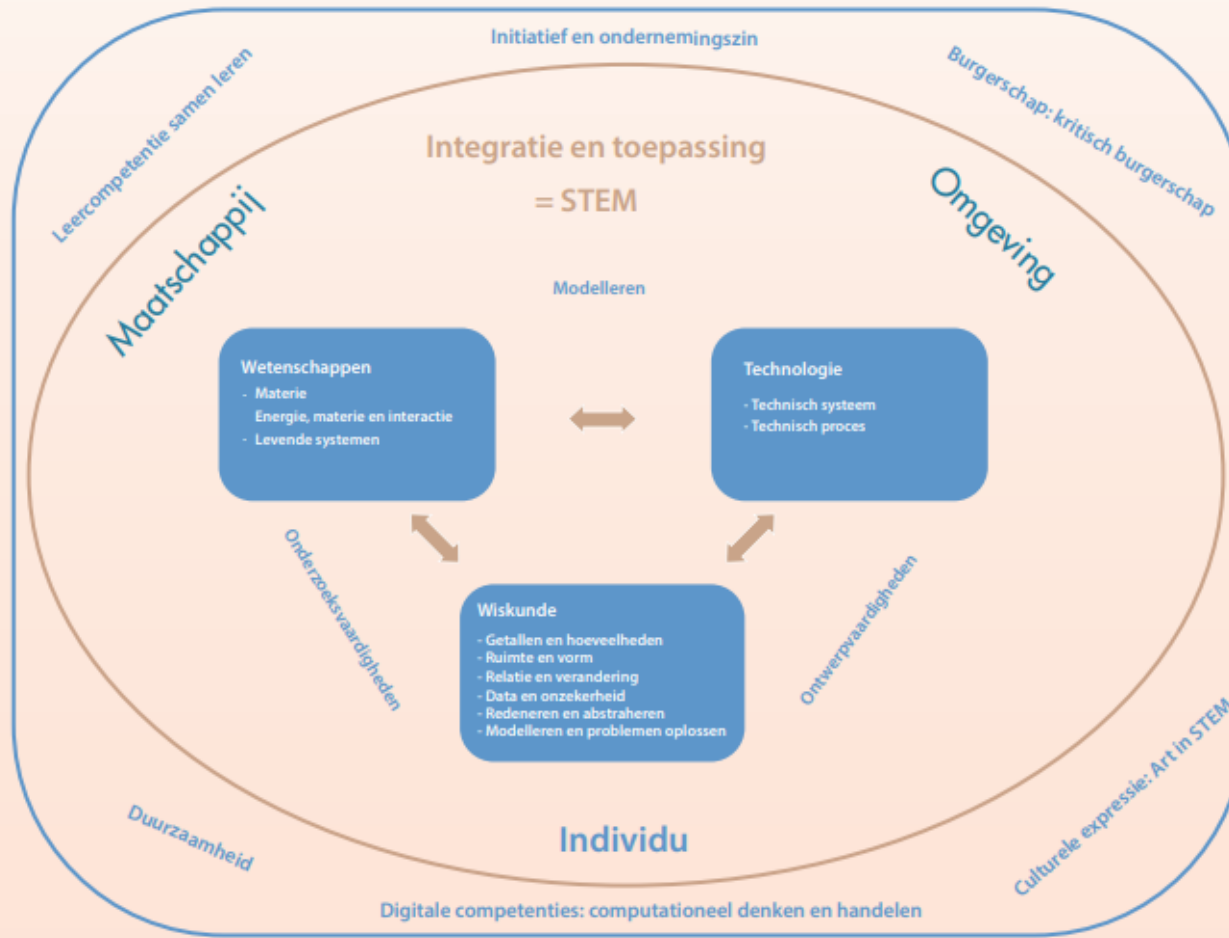 Initiatief en ondernemingszin
Leercompetentie samen leren
Burgerschap: kritisch burgerschap
Integratie en toepassing
= STEM
Maatschappij
Omgeving
Modelleren
Wetenschappen
- Materie
Energie, materie en interactie
- Levende systemen
Technologie
- Technisch systeem
- Technisch proces
Onderzoeksvaardigheden
Ontwerpvaardigheden
Wiskunde
- Getallen en hoeveelheden
- Ruimte en vorm
- Relatie en verandering
- Data en onzekerheid
- Redeneren en abstraheren
- Modelleren en problemen oplossen
Duurzaamheid
Individu
Culturele expressie: Art in STEM
Digitale competenties: computationeel denken en handelen